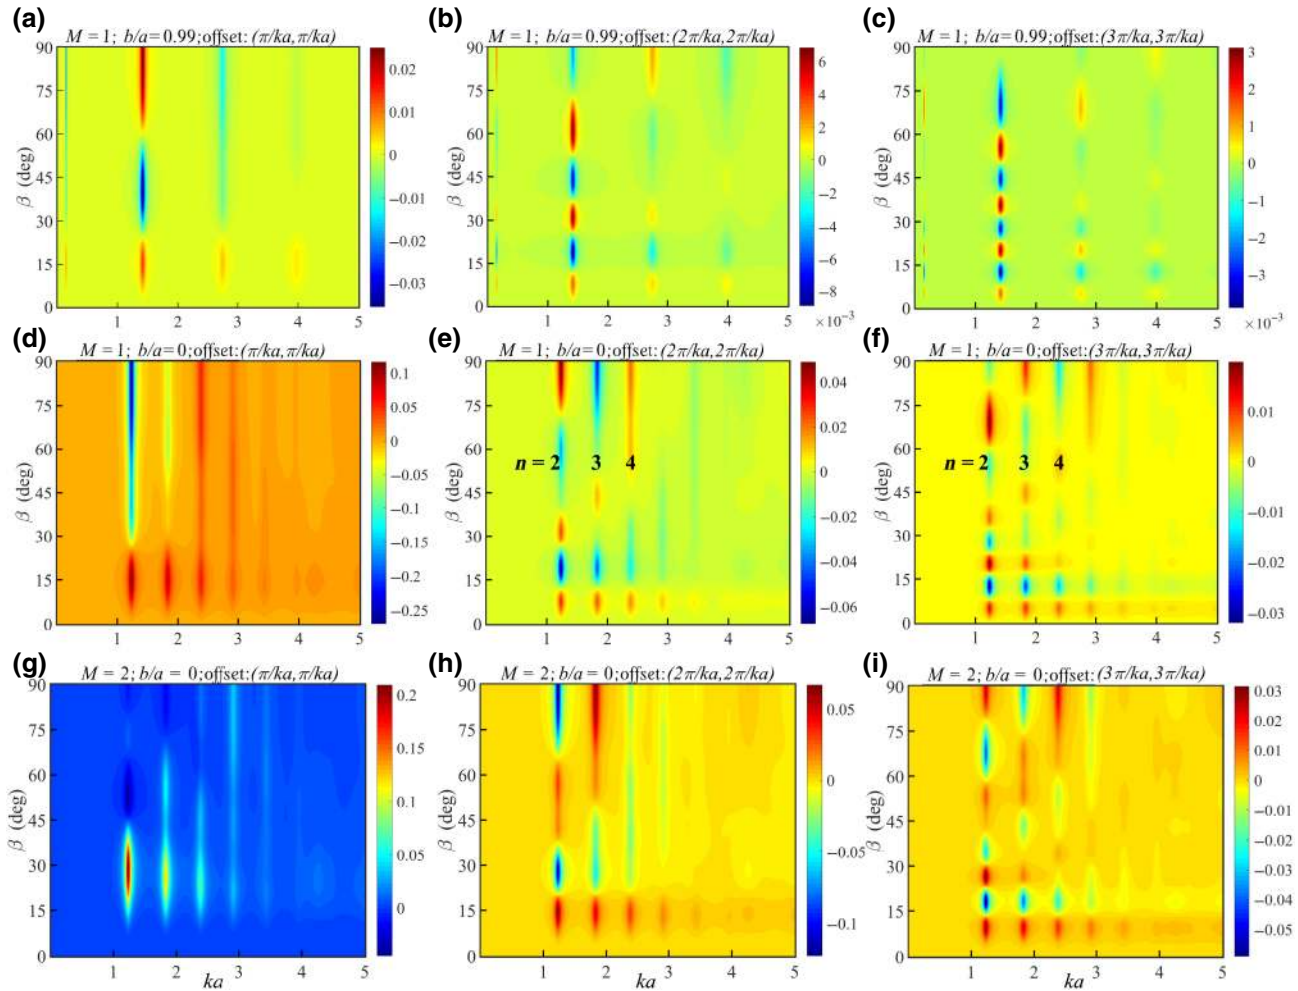 (a) (b) (c)
M = 1; b/a = 0.99; offset: (π/ka, π/ka) M = 1; b/a = 0.99; offset: (2π/ka, 2π/ka) M = 1; b/a = 0.99; offset: (3π/ka, 3π/ka)
90 75 60 45 30 15 0
β (deg)
1 2 3 4 5
0.02 0.01 0 −0.01 −0.02 −0.03
90 75 60 45 30 15 0
β (deg)
1 2 3 4 5
6 4 2 0 −2 −4 −6 −8
×10⁻³
90 75 60 45 30 15 0
β (deg)
1 2 3 4 5
3 2 1 0 −1 −2 −3
×10⁻³
(d) (e) (f)
M = 1; b/a = 0; offset: (π/ka, π/ka) M = 1; b/a = 0; offset: (2π/ka, 2π/ka) M = 1; b/a = 0; offset: (3π/ka, 3π/ka)
90 75 60 45 30 15 0
β (deg)
1 2 3 4 5
0.1 0.05 0 −0.05 −0.1 −0.15 −0.2 −0.25
90 75 60 45 30 15 0
β (deg)
n = 2 3 4
1 2 3 4 5
0.04 0.02 0 −0.02 −0.04 −0.06
90 75 60 45 30 15 0
β (deg)
n = 2 3 4
1 2 3 4 5
0.01 0 −0.01 −0.02 −0.03
(g) (h) (i)
M = 2; b/a = 0; offset: (π/ka, π/ka) M = 2; b/a = 0; offset: (2π/ka, 2π/ka) M = 2; b/a = 0; offset: (3π/ka, 3π/ka)
90 75 60 45 30 15 0
β (deg)
1 2 3 4 5
ka
0.2 0.15 0.1 0.05 0
90 75 60 45 30 15 0
β (deg)
1 2 3 4 5
ka
0.05 0 −0.05 −0.1
90 75 60 45 30 15 0
β (deg)
1 2 3 4 5
ka
0.03 0.02 0.01 0 −0.01 −0.02 −0.03 −0.04 −0.05